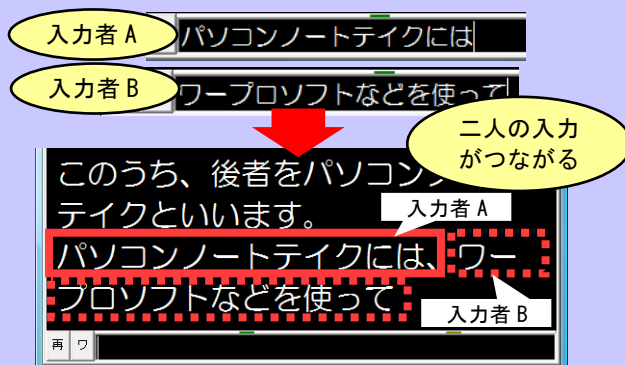 入力者A
パソコンノートテイクには
入力者B
ワープロソフトなどを使って
二人の入力
がつながる
このうち、後者をパソコン
テイクといいます。
入力者A
パソコンノートテイクには、ワー
プロソフトなどを使って
入力者B
再 ワ